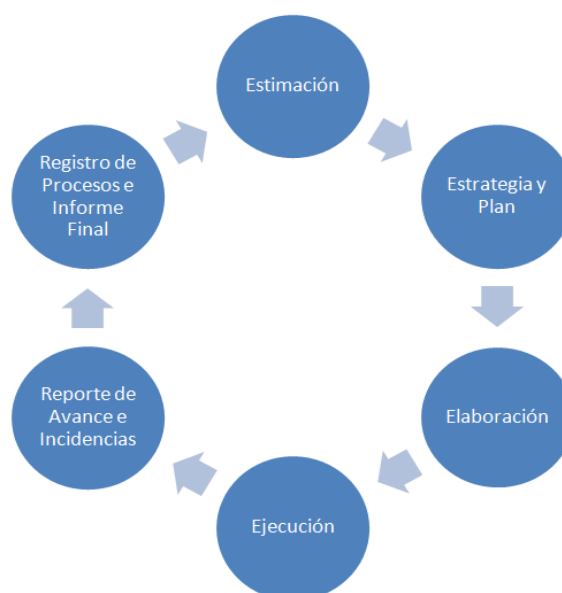 Estimación
Estrategia y
Plan
Elaboración
Ejecución
Reporte de
Avance e
Incidencias
Registro de
Procesos e
Informe
Final